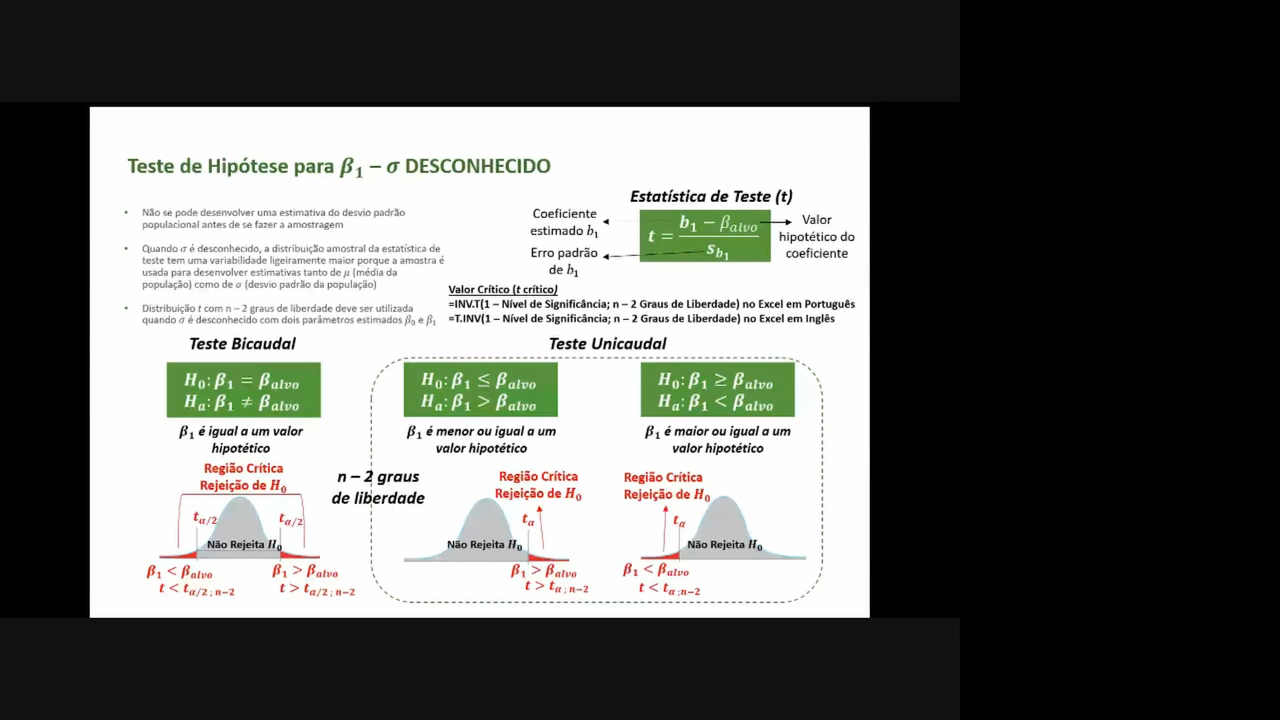 Teste de Hipótese para β₁ – σ DESCONHECIDO
• Não se pode desenvolver uma estimativa do desvio padrão
populacional antes de se fazer a amostragem
• Quando σ é desconhecido, a distribuição amostral da estatística de
teste tem uma variabilidade ligeiramente maior porque a amostra é
usada para desenvolver estimativas tanto de μ (média da
população) como de σ (desvio padrão da população)
• Distribuição t com n – 2 graus de liberdade deve ser utilizada
quando σ é desconhecido com dois parâmetros estimados β₀ e β₁
Estatística de Teste (t)
Coeficiente
estimado b₁
Erro padrão
de b₁
t = (b₁ – β_alvo) / s_b₁
Valor
hipotético do
coeficiente
Valor Crítico (t crítico)
=INV.T(1 – Nível de Significância; n – 2 Graus de Liberdade) no Excel em Português
=T.INV(1 – Nível de Significância; n – 2 Graus de Liberdade) no Excel em Inglês
Teste Bicaudal
H₀: β₁ = β_alvo
Hₐ: β₁ ≠ β_alvo
β₁ é igual a um valor
hipotético
Região Crítica
Rejeição de H₀
t_α/2
t_α/2
Não Rejeita H₀
β₁ < β_alvo
t < t_α/2 ; n–2
β₁ > β_alvo
t > t_α/2 ; n–2
n – 2 graus
de liberdade
Teste Unicaudal
H₀: β₁ ≤ β_alvo
Hₐ: β₁ > β_alvo
β₁ é menor ou igual a um
valor hipotético
Região Crítica
Rejeição de H₀
t_α
Não Rejeita H₀
β₁ > β_alvo
t > t_α ; n–2
H₀: β₁ ≥ β_alvo
Hₐ: β₁ < β_alvo
β₁ é maior ou igual a um
valor hipotético
Região Crítica
Rejeição de H₀
t_α
Não Rejeita H₀
β₁ < β_alvo
t < t_α ;n–2